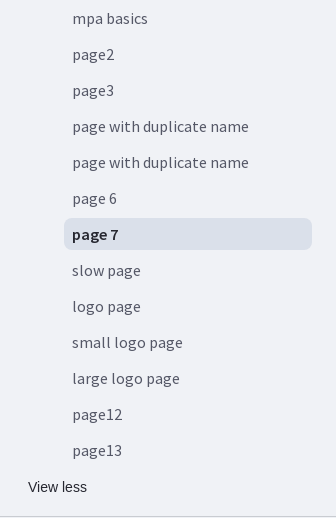 mpa basics
page2
page3
page with duplicate name
page with duplicate name
page 6
page 7
slow page
logo page
small logo page
large logo page
page12
page13
View less